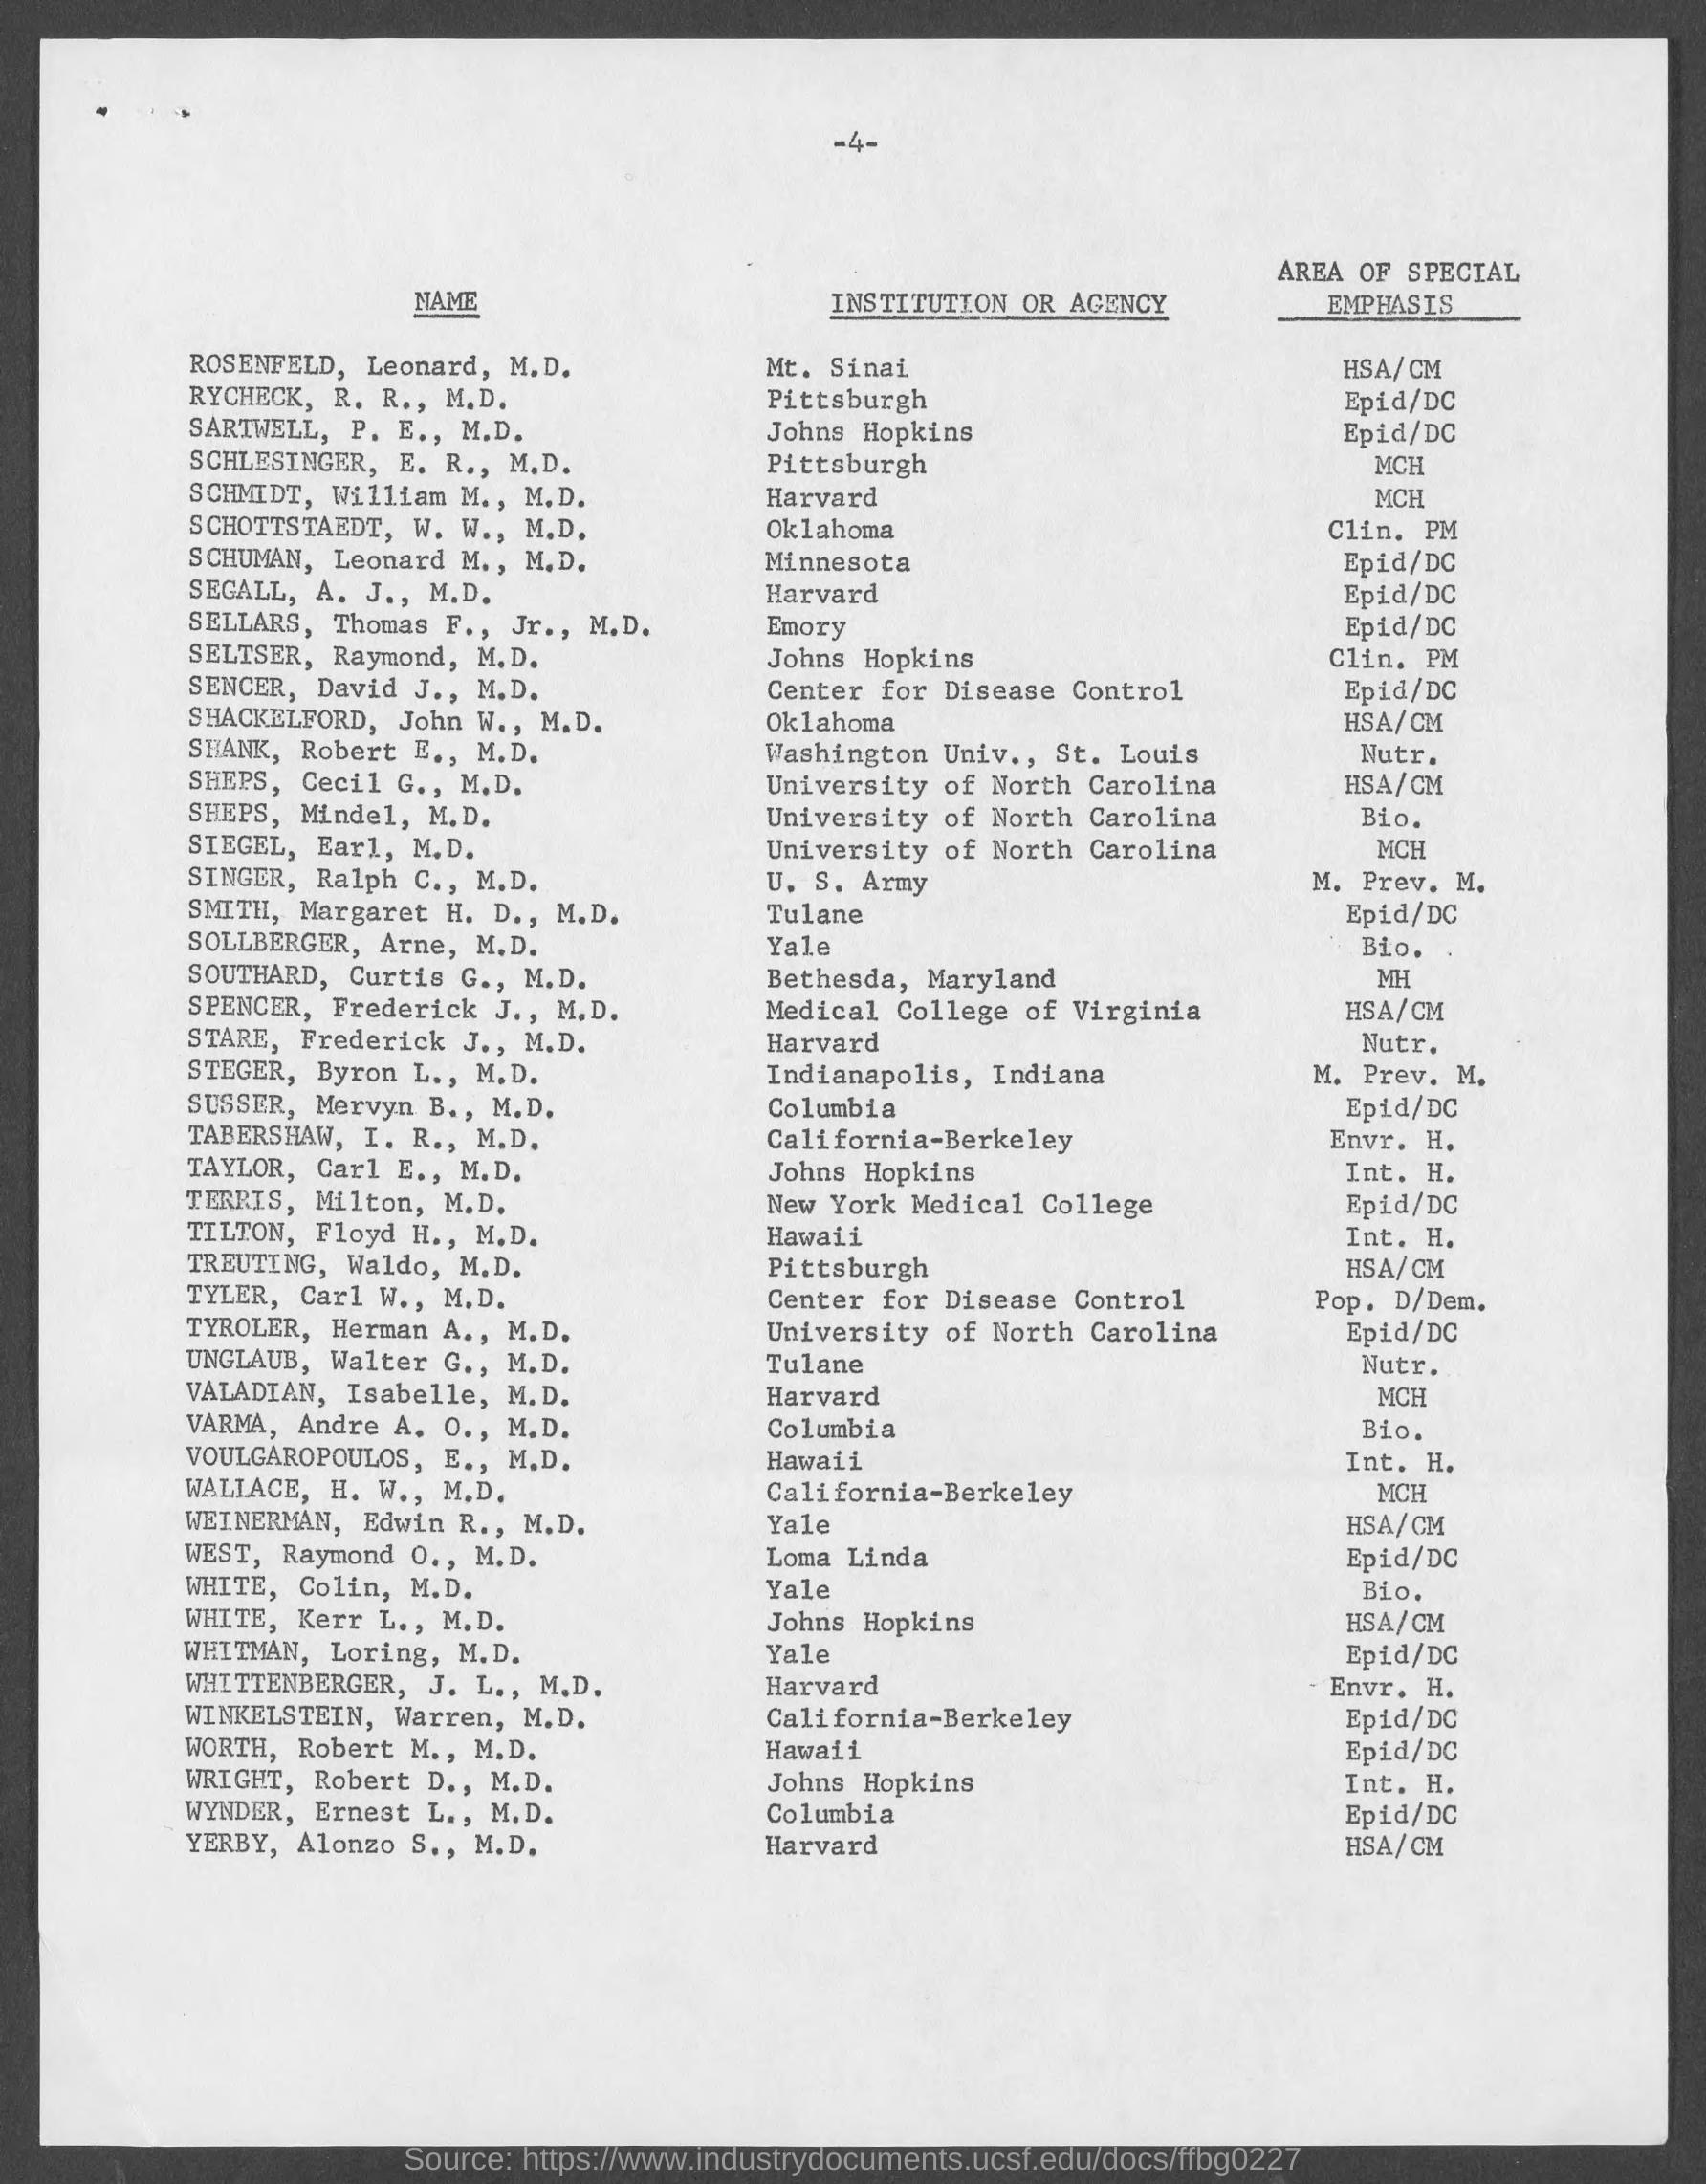 -4-
AREA OF SPECIAL
NAME INSTITUTION OR AGENCY EMPHASIS
ROSENFELD, Leonard, M.D. Mt. Sinai HSA/CM
RYCHECK, R. R., M.D. Pittsburgh Epid/DC
SARTWELL, P. E., M.D. Johns Hopkins Epid/DC
SCHLESINGER, E. R., M.D. Pittsburgh MCH
SCHMIDT, William M., M.D. Harvard MCH
SCHOTTSTAEDT, W. W., M.D. Oklahoma Clin. PM
SCHUMAN, Leonard M., M.D. Minnesota Epid/DC
SEGALL, A. J., M.D. Harvard Epid/DC
SELLARS, Thomas F., Jr., M.D. Emory Epid/DC
SELTSER, Raymond, M.D. Johns Hopkins Clin. PM
SENCER, David J., M.D. Center for Disease Control Epid/DC
SHACKELFORD, John W., M.D. Oklahoma HSA/CM
SHANK, Robert E., M.D. Washington Univ., St. Louis Nutr.
SHEPS, Cecil G., M.D. University of North Carolina HSA/CM
SHEPS, Mindel, M.D. University of North Carolina Bio.
SIEGEL, Earl, M.D. University of North Carolina MCH
SINGER, Ralph C., M.D. U. S. Army M. Prev. M.
SMITH, Margaret H. D., M.D. Tulane Epid/DC
SOLLBERGER, Arne, M.D. Yale Bio.
SOUTHARD, Curtis G., M.D. Bethesda, Maryland MH
SPENCER, Frederick J., M.D. Medical College of Virginia HSA/CM
STARE, Frederick J., M.D. Harvard Nutr.
STEGER, Byron L., M.D. Indianapolis, Indiana M. Prev. M.
SUSSER, Mervyn B., M.D. Columbia Epid/DC
TABERSHAW, I. R., M.D. California-Berkeley Envr. H.
TAYLOR, Carl E., M.D. Johns Hopkins Int. H.
TERRIS, Milton, M.D. New York Medical College Epid/DC
TILTON, Floyd H., M.D. Hawaii Int. H.
TREUTING, Waldo, M.D. Pittsburgh HSA/CM
TYLER, Carl W., M.D. Center for Disease Control Pop. D/Dem.
TYROLER, Herman A., M.D. University of North Carolina Epid/DC
UNGLAUB, Walter G., M.D. Tulane Nutr.
VALADIAN, Isabelle, M.D. Harvard MCH
VARMA, Andre A. O., M.D. Columbia Bio.
VOULGAROPOULOS, E., M.D. Hawaii Int. H.
WALLACE, H. W., M.D. California-Berkeley MCH
WEINERMAN, Edwin R., M.D. Yale HSA/CM
WEST, Raymond O., M.D. Loma Linda Epid/DC
WHITE, Colin, M.D. Yale Bio.
WHITE, Kerr L., M.D. Johns Hopkins HSA/CM
WHITMAN, Loring, M.D. Yale Epid/DC
WHITTENBERGER, J. L., M.D. Harvard Envr. H.
WINKELSTEIN, Warren, M.D. California-Berkeley Epid/DC
WORTH, Robert M., M.D. Hawaii Epid/DC
WRIGHT, Robert D., M.D. Johns Hopkins Int. H.
WYNDER, Ernest L., M.D. Columbia Epid/DC
YERBY, Alonzo S., M.D. Harvard HSA/CM
Source: https://www.industrydocuments.ucsf.edu/docs/ffbg0227